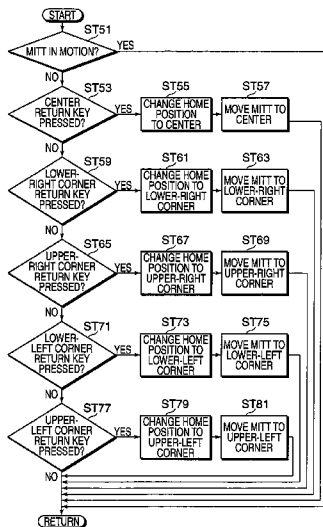 START
ST51
MITT IN MOTION?
YES
NO
ST53
CENTER
RETURN KEY
PRESSED?
YES
ST55
CHANGE HOME
POSITION
TO CENTER
ST57
MOVE MITT TO
CENTER
NO
ST59
LOWER-
RIGHT CORNER
RETURN KEY
PRESSED?
YES
ST61
CHANGE HOME
POSITION TO
LOWER-RIGHT
CORNER
ST63
MOVE MITT TO
LOWER-RIGHT
CORNER
NO
ST65
UPPER-
RIGHT CORNER
RETURN KEY
PRESSED?
YES
ST67
CHANGE HOME
POSITION TO
UPPER-RIGHT
CORNER
ST69
MOVE MITT TO
UPPER-RIGHT
CORNER
NO
ST71
LOWER-
LEFT CORNER
RETURN KEY
PRESSED?
YES
ST73
CHANGE HOME
POSITION TO
LOWER-LEFT
CORNER
ST75
MOVE MITT TO
LOWER-LEFT
CORNER
NO
ST77
UPPER-
LEFT CORNER
RETURN KEY
PRESSED?
YES
ST79
CHANGE HOME
POSITION TO
UPPER-LEFT
CORNER
ST81
MOVE MITT TO
UPPER-LEFT
CORNER
NO
RETURN